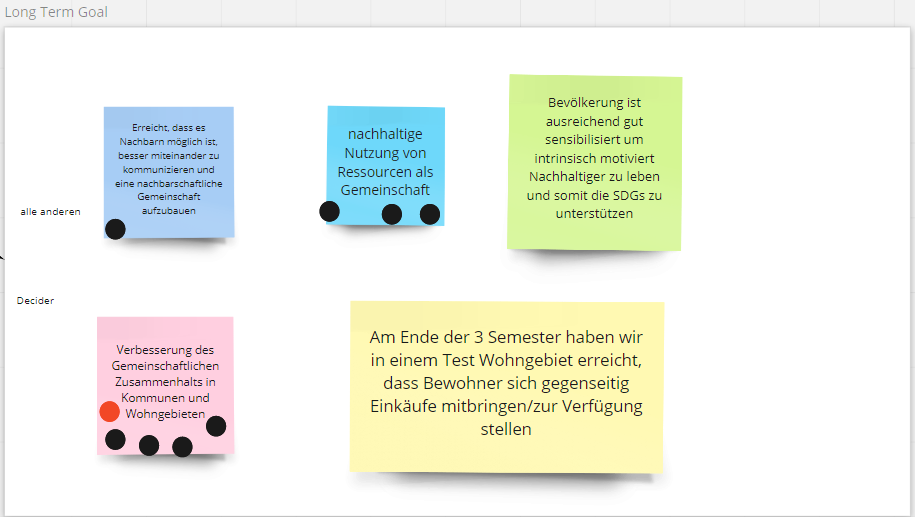 Long Term Goal
Erreicht, dass es
Nachbarn möglich ist,
besser miteinander zu
kommunizieren und
eine nachbarschaftliche
Gemeinschaft
aufzubauen
nachhaltige
Nutzung von
Ressourcen als
Gemeinschaft
Bevölkerung ist
ausreichend gut
sensibilisiert um
intrinsisch motiviert
Nachhaltiger zu leben
und somit die SDGs zu
unterstützen
alle anderen
Decider
Verbesserung des
Gemeinschaftlichen
Zusammenhalts in
Kommunen und
Wohngebieten
Am Ende der 3 Semester haben wir
in einem Test Wohngebiet erreicht,
dass Bewohner sich gegenseitig
Einkäufe mitbringen/zur Verfügung
stellen